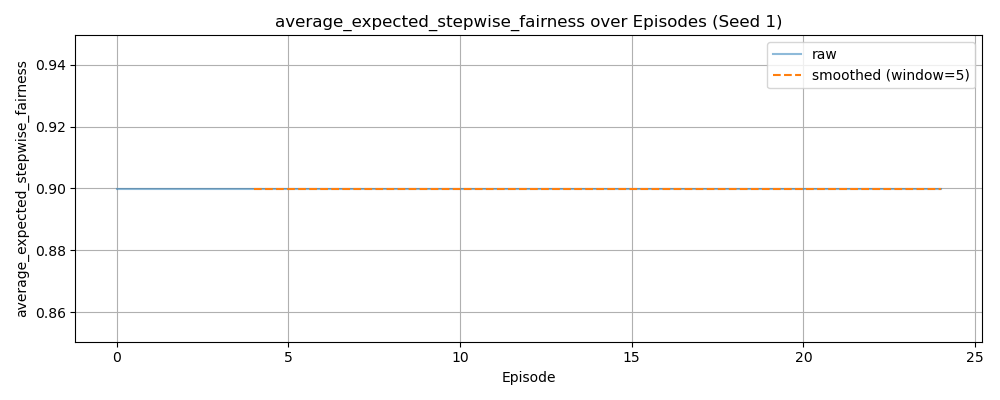 average_expected_stepwise_fairness over Episodes (Seed 1)
raw
smoothed (window=5)
average_expected_stepwise_fairness
0.94
0.92
0.90
0.88
0.86
0 5 10 15 20 25
Episode